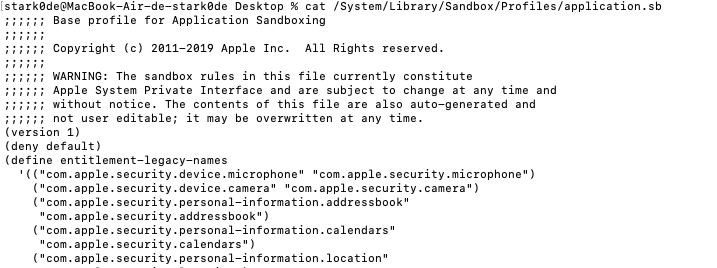 [stark0de@MacBook-Air-de-stark0de Desktop % cat /System/Library/Sandbox/Profiles/application.sb
;;;;;; Base profile for Application Sandboxing
;;;;;;
;;;;;; Copyright (c) 2011-2019 Apple Inc.  All Rights reserved.
;;;;;;
;;;;;; WARNING: The sandbox rules in this file currently constitute
;;;;;; Apple System Private Interface and are subject to change at any time and
;;;;;; without notice. The contents of this file are also auto-generated and
;;;;;; not user editable; it may be overwritten at any time.
(version 1)
(deny default)
(define entitlement-legacy-names
  '(("com.apple.security.device.microphone" "com.apple.security.microphone")
    ("com.apple.security.device.camera" "com.apple.security.camera")
    ("com.apple.security.personal-information.addressbook"
     "com.apple.security.addressbook")
    ("com.apple.security.personal-information.calendars"
     "com.apple.security.calendars")
    ("com.apple.security.personal-information.location"